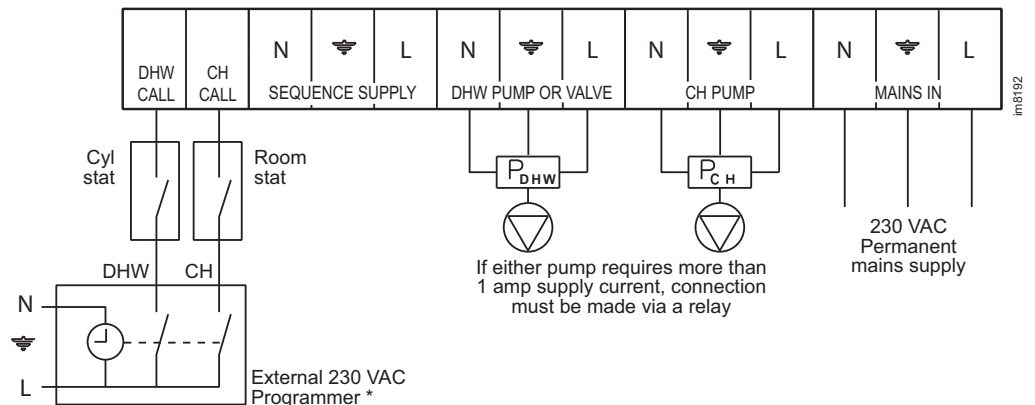 N L N L N L N L
DHW CALL
CH CALL
SEQUENCE SUPPLY
DHW PUMP OR VALVE
CH PUMP
MAINS IN
im8192
Cyl stat
Room stat
P DHW
P CH
230 VAC
Permanent
mains supply
If either pump requires more than
1 amp supply current, connection
must be made via a relay
DHW CH
N
L
External 230 VAC
Programmer *